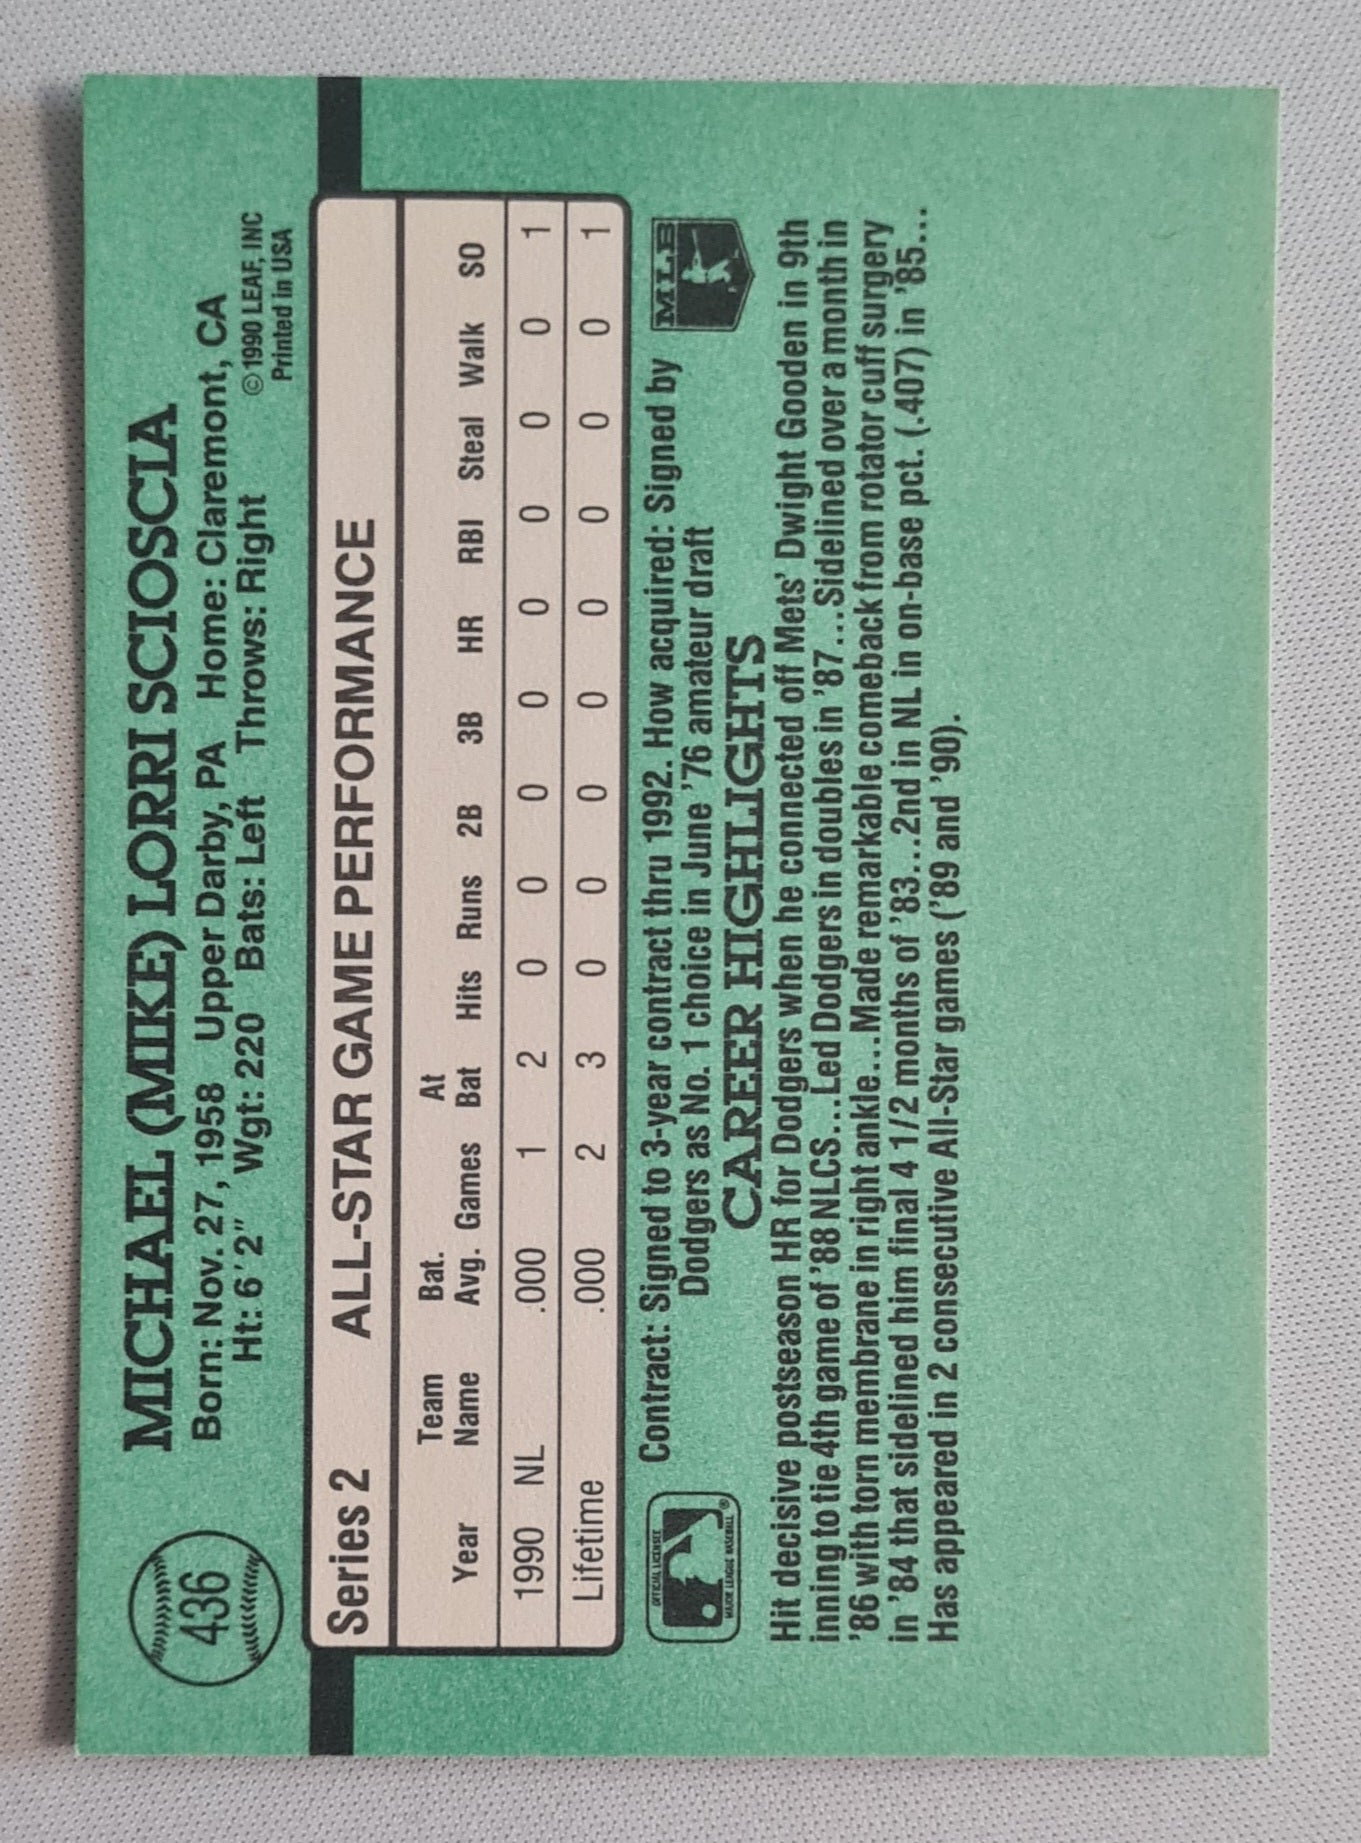 436
MICHAEL (MIKE) LORRI SCIOSCIA
Born: Nov. 27, 1958 Upper Darby, PA Home: Claremont, CA
Ht: 6'2" Wgt: 220 Bats: Left Throws: Right
© 1990 LEAF, INC
Printed in USA
Series 2 ALL-STAR GAME PERFORMANCE
Year Team Name Bat. Avg. Games At Bat Hits Runs 2B 3B HR RBI Steal Walk SO
1990 NL .000 1 2 0 0 0 0 0 0 0 0 1
Lifetime .000 2 3 0 0 0 0 0 0 0 0 1
OFFICIAL LICENSEE
MAJOR LEAGUE BASEBALL
®
Contract: Signed to 3-year contract thru 1992. How acquired: Signed by
Dodgers as No. 1 choice in June '76 amateur draft
MLB
CAREER HIGHLIGHTS
Hit decisive postseason HR for Dodgers when he connected off Mets' Dwight Gooden in 9th
inning to tie 4th game of '88 NLCS...Led Dodgers in doubles in '87...Sidelined over a month in
'86 with torn membrane in right ankle...Made remarkable comeback from rotator cuff surgery
in '84 that sidelined him final 4 1/2 months of '83...2nd in NL in on-base pct. (.407) in '85...
Has appeared in 2 consecutive All-Star games ('89 and '90).